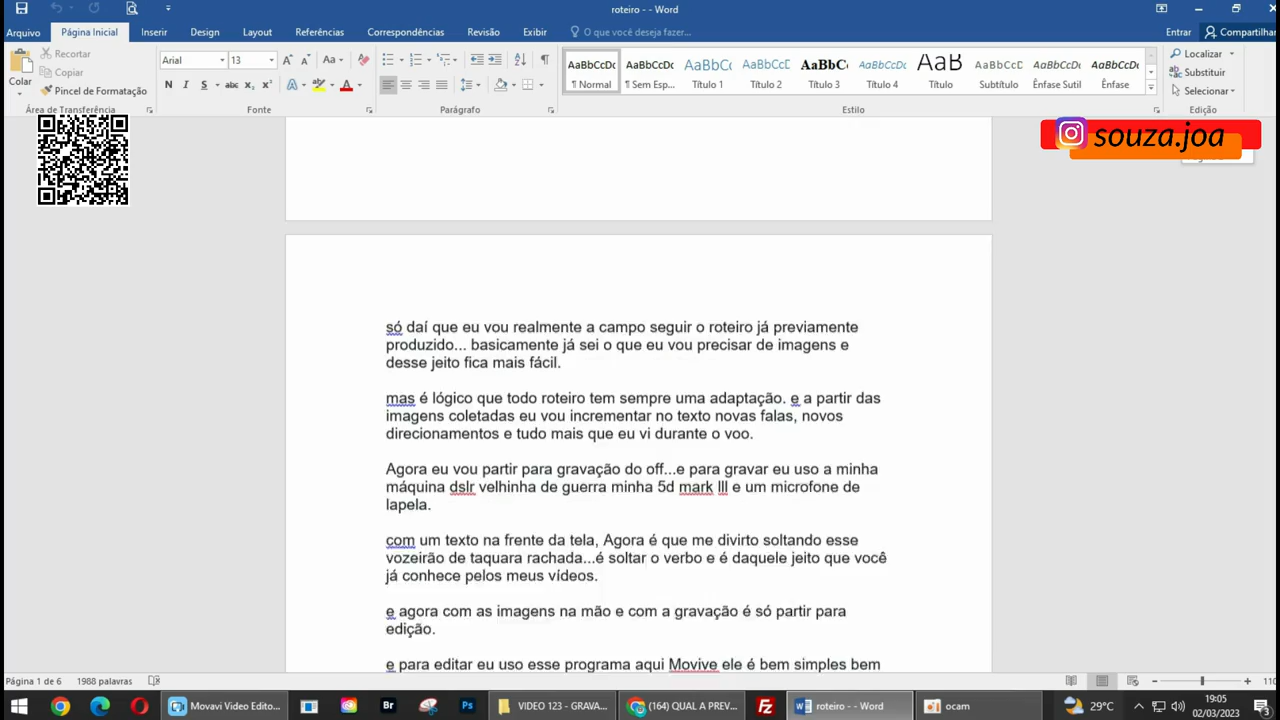 roteiro - - Word
Arquivo
Página Inicial
Inserir
Design
Layout
Referências
Correspondências
Revisão
Exibir
O que você deseja fazer...
Entrar
Compartilhar
Colar
Recortar
Copiar
Pincel de Formatação
Área de Transferência
Arial
13
Fonte
Parágrafo
AaBbCcDc
¶ Normal
AaBbCcDc
¶ Sem Esp...
AaBbC
Título 1
AaBbCcD
Título 2
AaBbC
Título 3
AaBbCcDc
Título 4
AaB
Título
AaBbCcD
Subtítulo
AaBbCcDc
Ênfase Sutil
AaBbCcDc
Ênfase
Estilo
Localizar
Substituir
Selecionar
Edição
souza.joa
só daí que eu vou realmente a campo seguir o roteiro já previamente
produzido... basicamente já sei o que eu vou precisar de imagens e
desse jeito fica mais fácil.
mas é lógico que todo roteiro tem sempre uma adaptação. e a partir das
imagens coletadas eu vou incrementar no texto novas falas, novos
direcionamentos e tudo mais que eu vi durante o voo.
Agora eu vou partir para gravação do off...e para gravar eu uso a minha
máquina dslr velhinha de guerra minha 5d mark lll e um microfone de
lapela.
com um texto na frente da tela, Agora é que me divirto soltando esse
vozeirão de taquara rachada...é soltar o verbo e é daquele jeito que você
já conhece pelos meus vídeos.
e agora com as imagens na mão e com a gravação é só partir para
edição.
e para editar eu uso esse programa aqui Movive ele é bem simples bem
Página 1 de 6
1988 palavras
110
Movavi Video Edito...
Br
Ps
VIDEO 123 - GRAVA...
(164) QUAL A PREV...
Fz
roteiro - - Word
ocam
29°C
19:05
02/03/2023
3